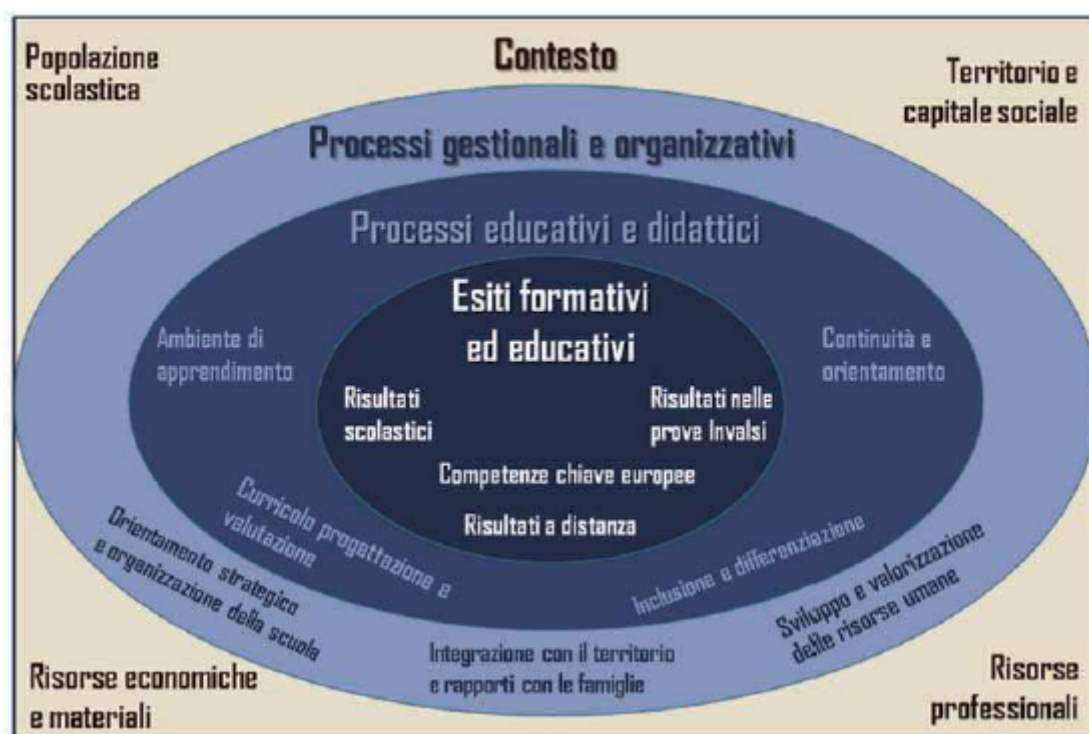 Popolazione
scolastica
Contesto
Territorio e
capitale sociale
Processi gestionali e organizzativi
Processi educativi e didattici
Esiti formativi
ed educativi
Ambiente di
apprendimento
Continuità e
orientamento
Risultati
scolastici
Risultati nelle
prove Invalsi
Competenze chiave europee
Risultati a distanza
Curricolo progettazione e
valutazione
Inclusione e differenziazione
Orientamento strategico
e organizzazione della scuola
Integrazione con il territorio
e rapporti con le famiglie
Sviluppo e valorizzazione
delle risorse umane
Risorse economiche
e materiali
Risorse
professionali